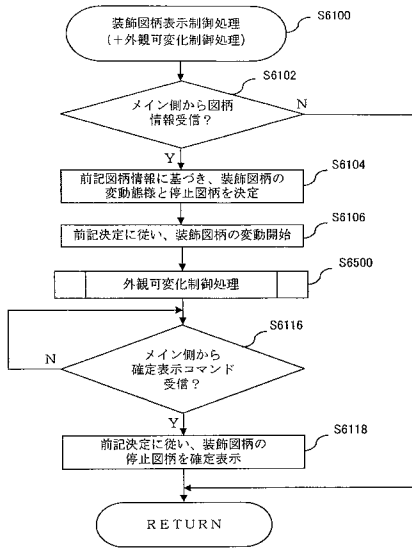 装飾図柄表示制御処理
(＋外観可変化制御処理)
S6100
S6102
メイン側から図柄
情報受信？
N
Y
S6104
前記図柄情報に基づき、装飾図柄の
変動態様と停止図柄を決定
S6106
前記決定に従い、装飾図柄の変動開始
S6500
外観可変化制御処理
S6116
メイン側から
確定表示コマンド
受信？
N
Y
S6118
前記決定に従い、装飾図柄の
停止図柄を確定表示
RETURN